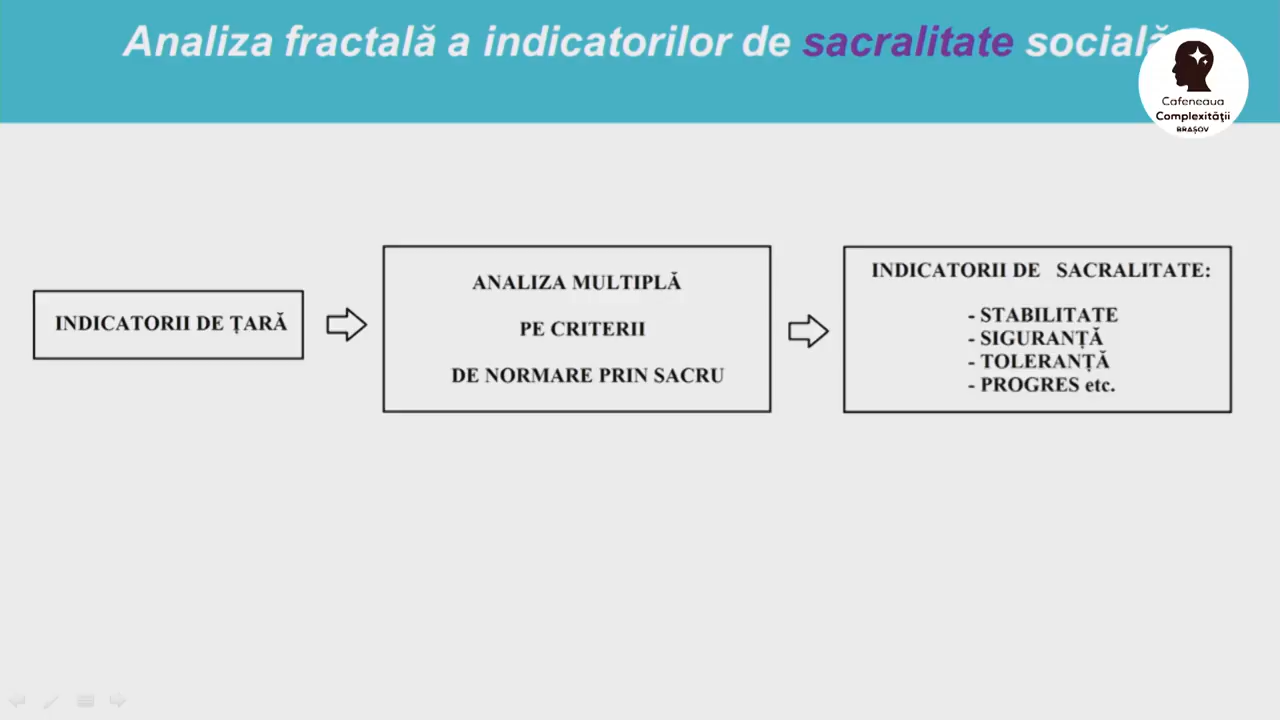 Analiza fractală a indicatorilor de sacralitate socială
Cafeneaua
Complexității
BRAȘOV
INDICATORII DE ȚARĂ
ANALIZA MULTIPLĂ
PE CRITERII
DE NORMARE PRIN SACRU
INDICATORII DE SACRALITATE:
- STABILITATE
- SIGURANȚĂ
- TOLERANȚĂ
- PROGRES etc.